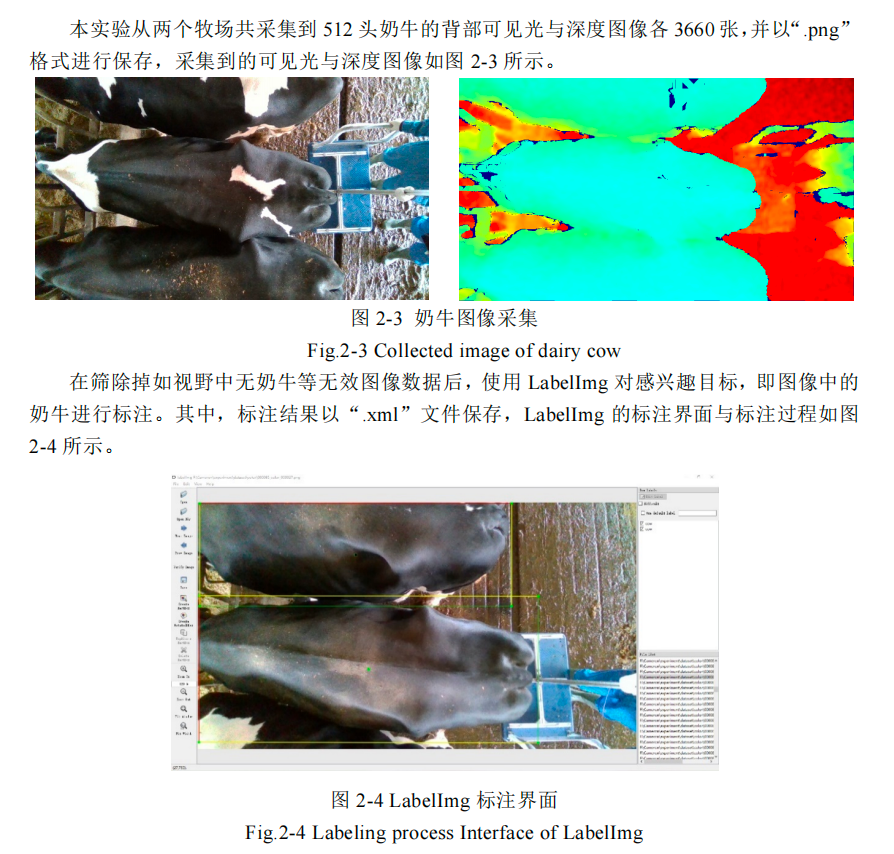 本实验从两个牧场共采集到 512 头奶牛的背部可见光与深度图像各 3660 张，并以“.png”
格式进行保存，采集到的可见光与深度图像如图 2-3 所示。
图 2-3 奶牛图像采集
Fig.2-3 Collected image of dairy cow
在筛除掉如视野中无奶牛等无效图像数据后，使用 LabelImg 对感兴趣目标，即图像中的
奶牛进行标注。其中，标注结果以“.xml”文件保存，LabelImg 的标注界面与标注过程如图
2-4 所示。
图 2-4 LabelImg 标注界面
Fig.2-4 Labeling process Interface of LabelImg